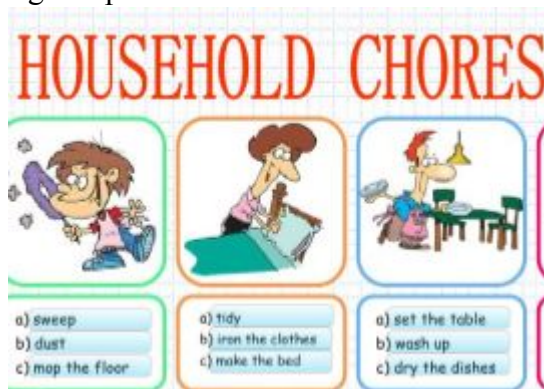 HOUSEHOLD CHORES
a) sweep
b) dust
c) mop the floor
a) tidy
b) iron the clothes
c) make the bed
a) set the table
b) wash up
c) dry the dishes